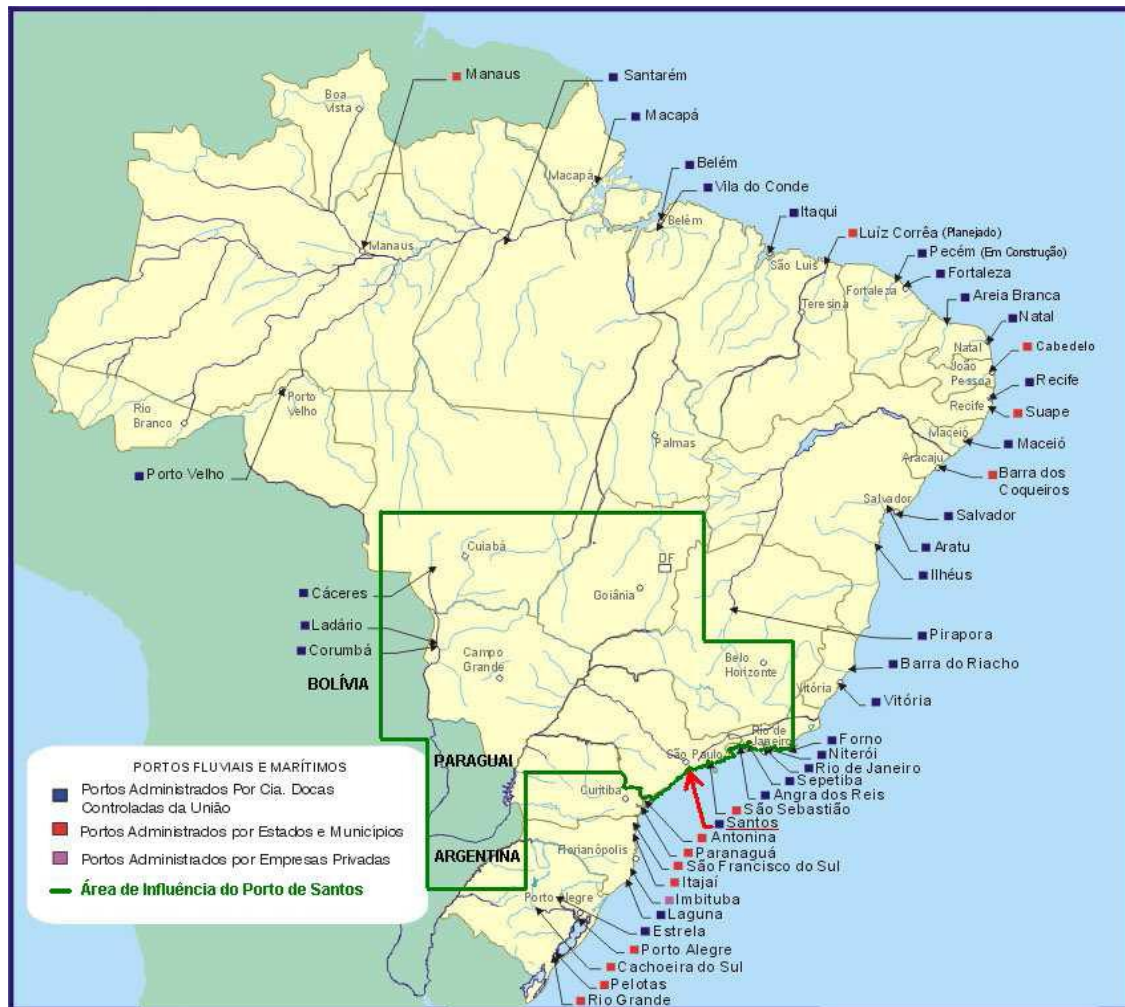 Manaus
Santarém
Boa
Vista
Macapá
Macapá
Belém
Vila do Conde
Belém
Itaqui
Manaus
São Luis
Luíz Corrêa (Planejado)
Pecém (Em Construção)
Fortaleza
Fortaleza
Teresina
Areia Branca
Natal
Natal
Cabedelo
João
Pessoa
Recife
Recife
Suape
Porto
Velho
Rio
Branco
Palmas
Maceió
Maceió
Aracaju
Barra dos
Coqueiros
Porto Velho
Salvador
Salvador
Aratu
Ilhéus
Cuiabá
DF
Goiânia
Cáceres
Ladário
Corumbá
Pirapora
Campo
Grande
Belo
Horizonte
Barra do Riacho
BOLÍVIA
Vitória
Vitória
Rio de
Janeiro
Forno
Niterói
Rio de Janeiro
Sepetiba
Angra dos Reis
São Paulo
São Sebastião
Santos
PARAGUAI
Curitiba
Antonina
Paranaguá
São Francisco do Sul
ARGENTINA
Florianópolis
Itajaí
Imbituba
Laguna
Porto Alegre
Estrela
Porto Alegre
Cachoeira do Sul
Pelotas
Rio Grande
PORTOS FLUVIAIS E MARÍTIMOS
Portos Administrados Por Cia. Docas
Controladas da União
Portos Administrados por Estados e Municípios
Portos Administrados por Empresas Privadas
Área de Influência do Porto de Santos